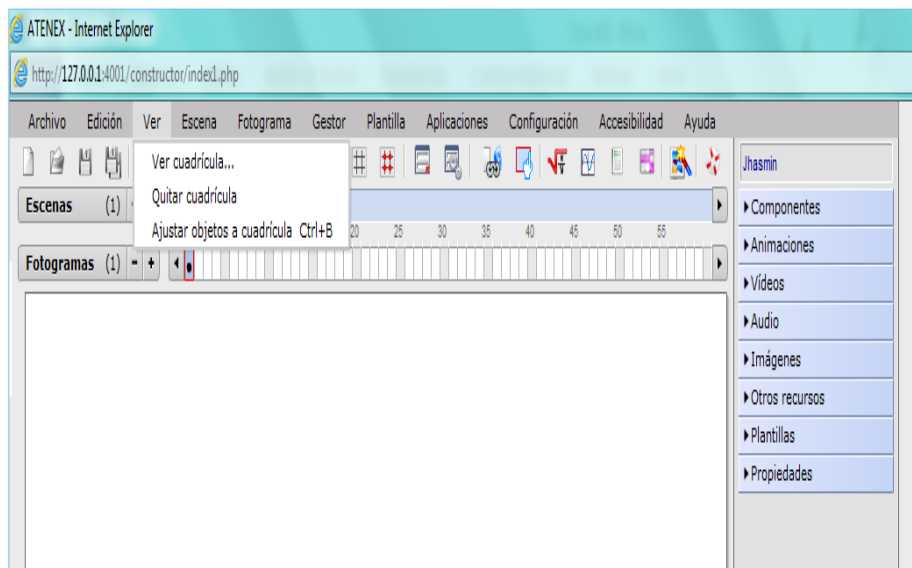 ATENEX - Internet Explorer
http://127.0.0.1:4001/constructor/index1.php
Archivo Edición Ver Escena Fotograma Gestor Plantilla Aplicaciones Configuración Accesibilidad Ayuda
Ver cuadrícula...
Quitar cuadrícula
Ajustar objetos a cuadrícula Ctrl+B
Escenas (1)
20 25 30 35 40 45 50 55
Fotogramas (1) - +
Jhasmin
Componentes
Animaciones
Vídeos
Audio
Imágenes
Otros recursos
Plantillas
Propiedades